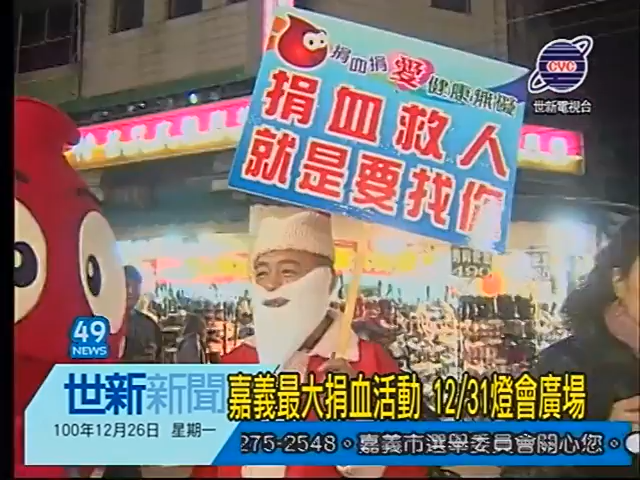 捐血捐愛健康無礙
捐血救人
就是要找你
CVC
世新電視台
490
49
NEWS
世新新聞
嘉義最大捐血活動 12/31燈會廣場
100年12月26日 星期一
275-2548。嘉義市選舉委員會關心您。